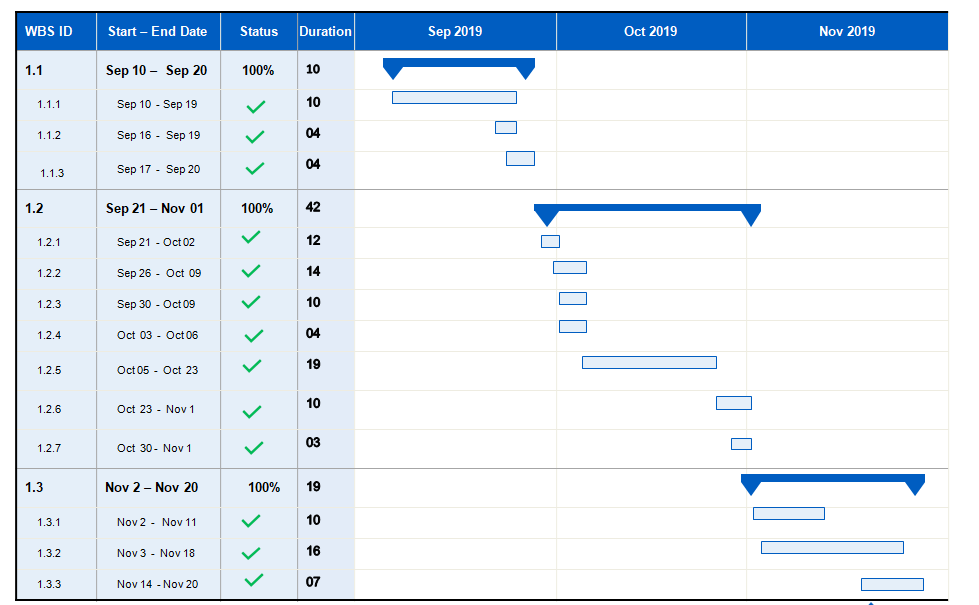 WBS ID Start – End Date Status Duration Sep 2019 Oct 2019 Nov 2019
1.1 Sep 10 – Sep 20 100% 10
1.1.1 Sep 10 - Sep 19 10
1.1.2 Sep 16 - Sep 19 04
1.1.3 Sep 17 - Sep 20 04
1.2 Sep 21 – Nov 01 100% 42
1.2.1 Sep 21 - Oct 02 12
1.2.2 Sep 26 - Oct 09 14
1.2.3 Sep 30 - Oct 09 10
1.2.4 Oct 03 - Oct 06 04
1.2.5 Oct 05 - Oct 23 19
1.2.6 Oct 23 - Nov 1 10
1.2.7 Oct 30 - Nov 1 03
1.3 Nov 2 – Nov 20 100% 19
1.3.1 Nov 2 - Nov 11 10
1.3.2 Nov 3 - Nov 18 16
1.3.3 Nov 14 - Nov 20 07